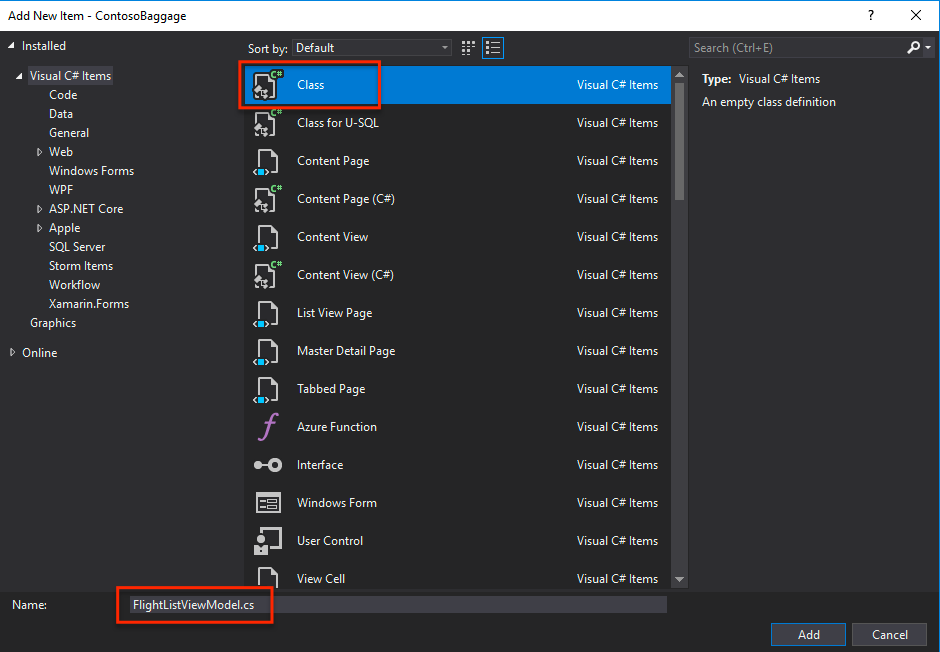 Add New Item - ContosoBaggage ?
Installed
Sort by: Default
Search (Ctrl+E)
Visual C# Items
Code
Data
General
Web
Windows Forms
WPF
ASP.NET Core
Apple
SQL Server
Storm Items
Workflow
Xamarin.Forms
Graphics
Online
C# Class Visual C# Items
C# Class for U-SQL Visual C# Items
Content Page Visual C# Items
C# Content Page (C#) Visual C# Items
Content View Visual C# Items
C# Content View (C#) Visual C# Items
List View Page Visual C# Items
Master Detail Page Visual C# Items
Tabbed Page Visual C# Items
Azure Function Visual C# Items
Interface Visual C# Items
Windows Form Visual C# Items
User Control Visual C# Items
View Cell Visual C# Items
Type: Visual C# Items
An empty class definition
Name: FlightListViewModel.cs
Add Cancel